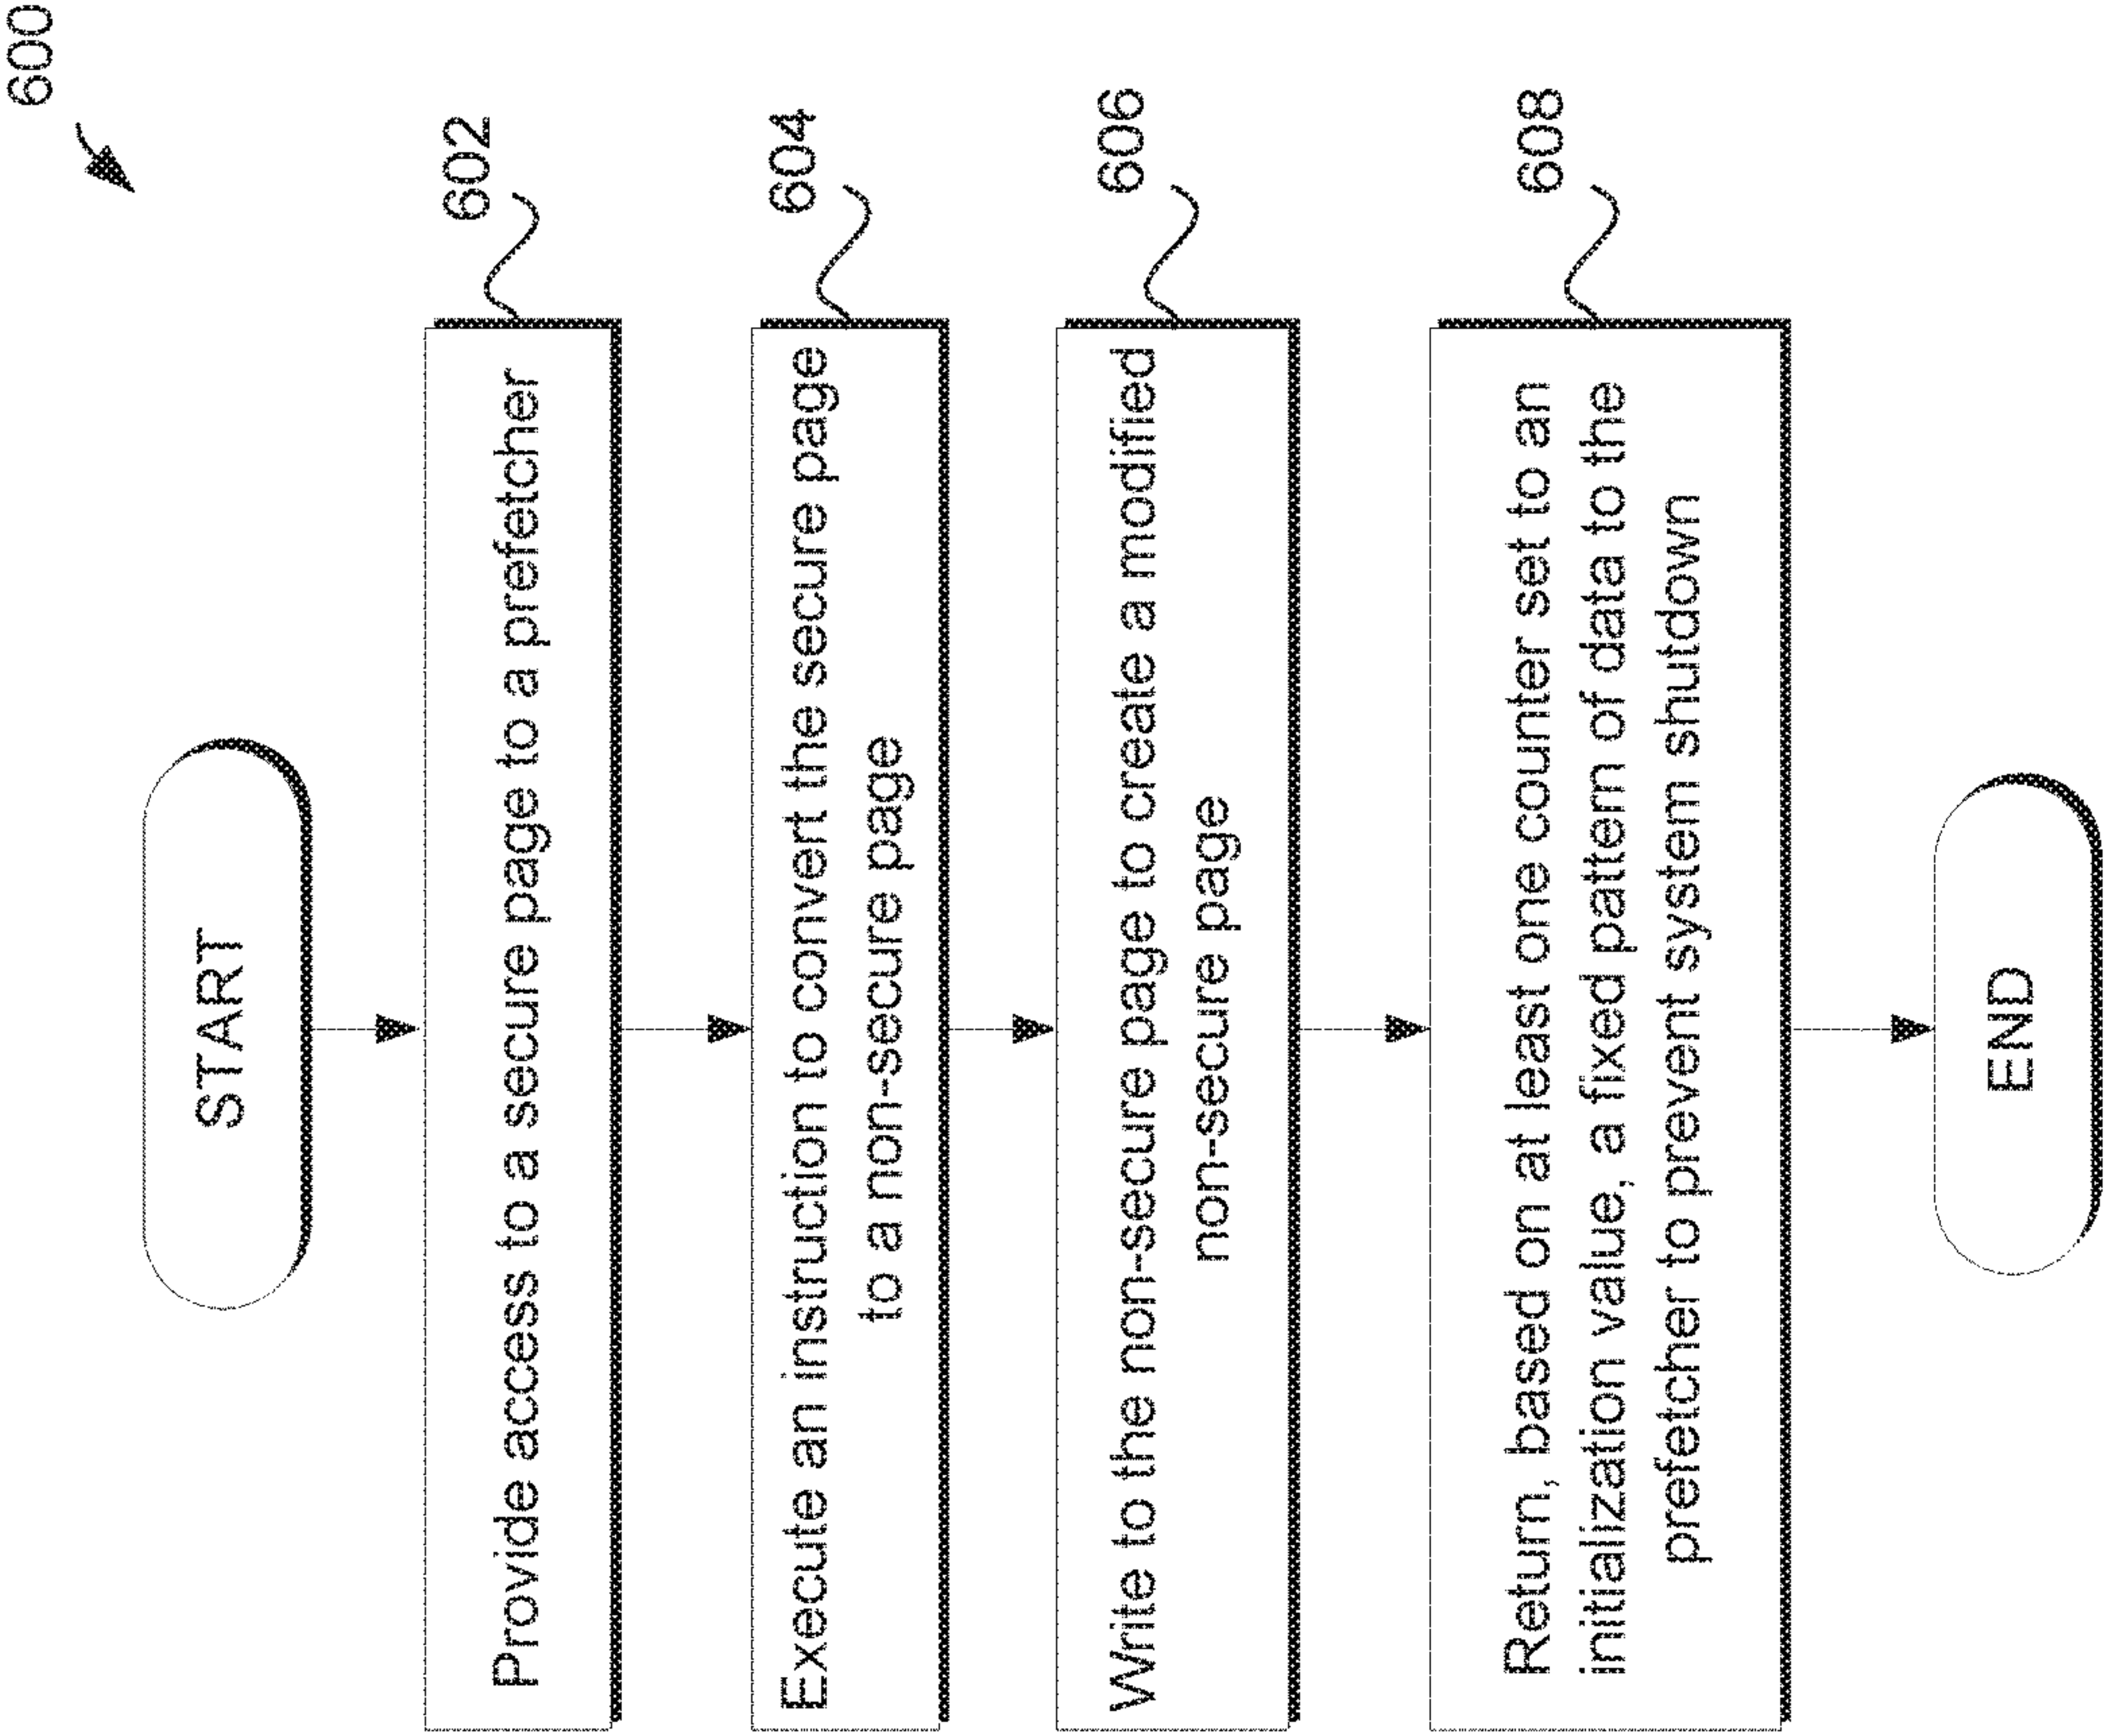 600
START
Provide access to a secure page to a prefetcher
602
Execute an instruction to convert the secure page
to a non-secure page
604
Write to the non-secure page to create a modified
non-secure page
606
Return, based on at least one counter set to an
initialization value, a fixed pattern of data to the
prefetcher to prevent system shutdown
608
END